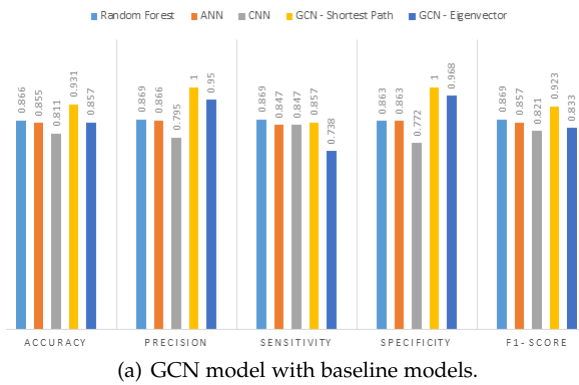 Random Forest ANN CNN GCN - Shortest Path GCN - Eigenvector
0.866 0.855 0.811 0.931 0.857
0.869 0.866 0.795 1 0.95
0.869 0.847 0.847 0.857 0.738
0.863 0.863 0.772 1 0.968
0.869 0.857 0.821 0.923 0.833
ACCURACY PRECISION SENSITIVITY SPECIFICITY F1- SCORE
(a) GCN model with baseline models.